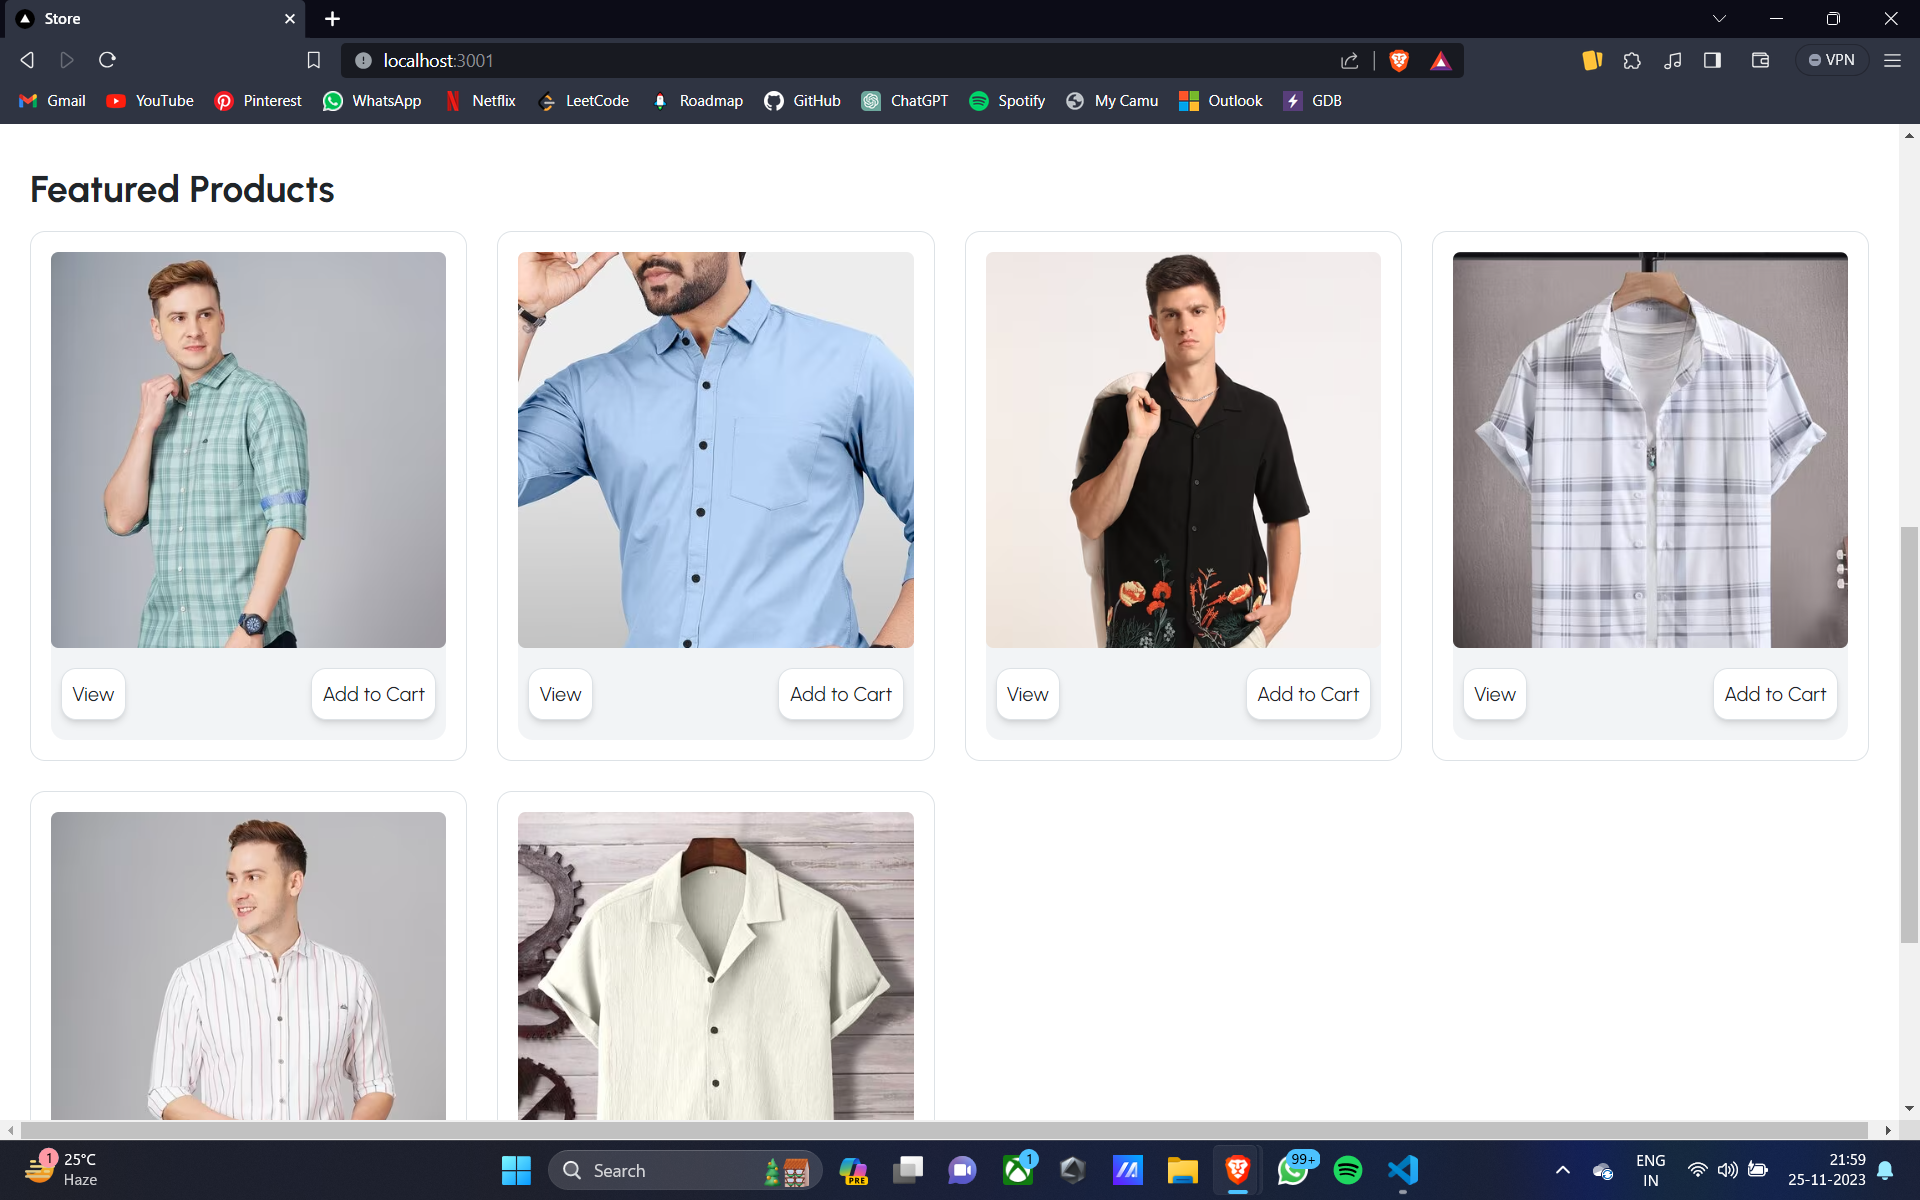 Store
localhost:3001
VPN
Gmail YouTube Pinterest WhatsApp Netflix LeetCode Roadmap GitHub ChatGPT Spotify My Camu Outlook GDB
Featured Products
View Add to Cart View Add to Cart View Add to Cart View Add to Cart
1
25°C
Haze
Search
PRE
1
99+
ENG
IN
21:59
25-11-2023